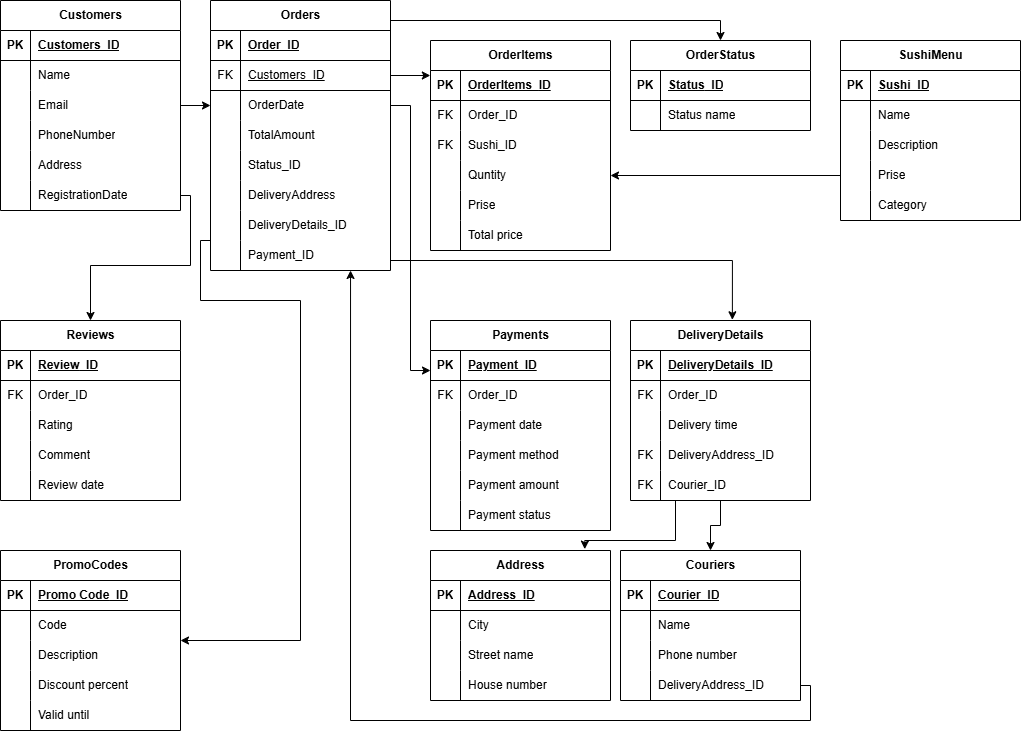 Customers
PK Customers_ID
Name
Email
PhoneNumber
Address
RegistrationDate
Orders
PK Order_ID
FK Customers_ID
OrderDate
TotalAmount
Status_ID
DeliveryAddress
DeliveryDetails_ID
Payment_ID
OrderItems
PK OrderItems_ID
FK Order_ID
FK Sushi_ID
Quntity
Prise
Total price
OrderStatus
PK Status_ID
Status name
SushiMenu
PK Sushi_ID
Name
Description
Prise
Category
Reviews
PK Review_ID
FK Order_ID
Rating
Comment
Review date
Payments
PK Payment_ID
FK Order_ID
Payment date
Payment method
Payment amount
Payment status
DeliveryDetails
PK DeliveryDetails_ID
FK Order_ID
Delivery time
FK DeliveryAddress_ID
FK Courier_ID
PromoCodes
PK Promo Code_ID
Code
Description
Discount percent
Valid until
Address
PK Address_ID
City
Street name
House number
Couriers
PK Courier_ID
Name
Phone number
DeliveryAddress_ID